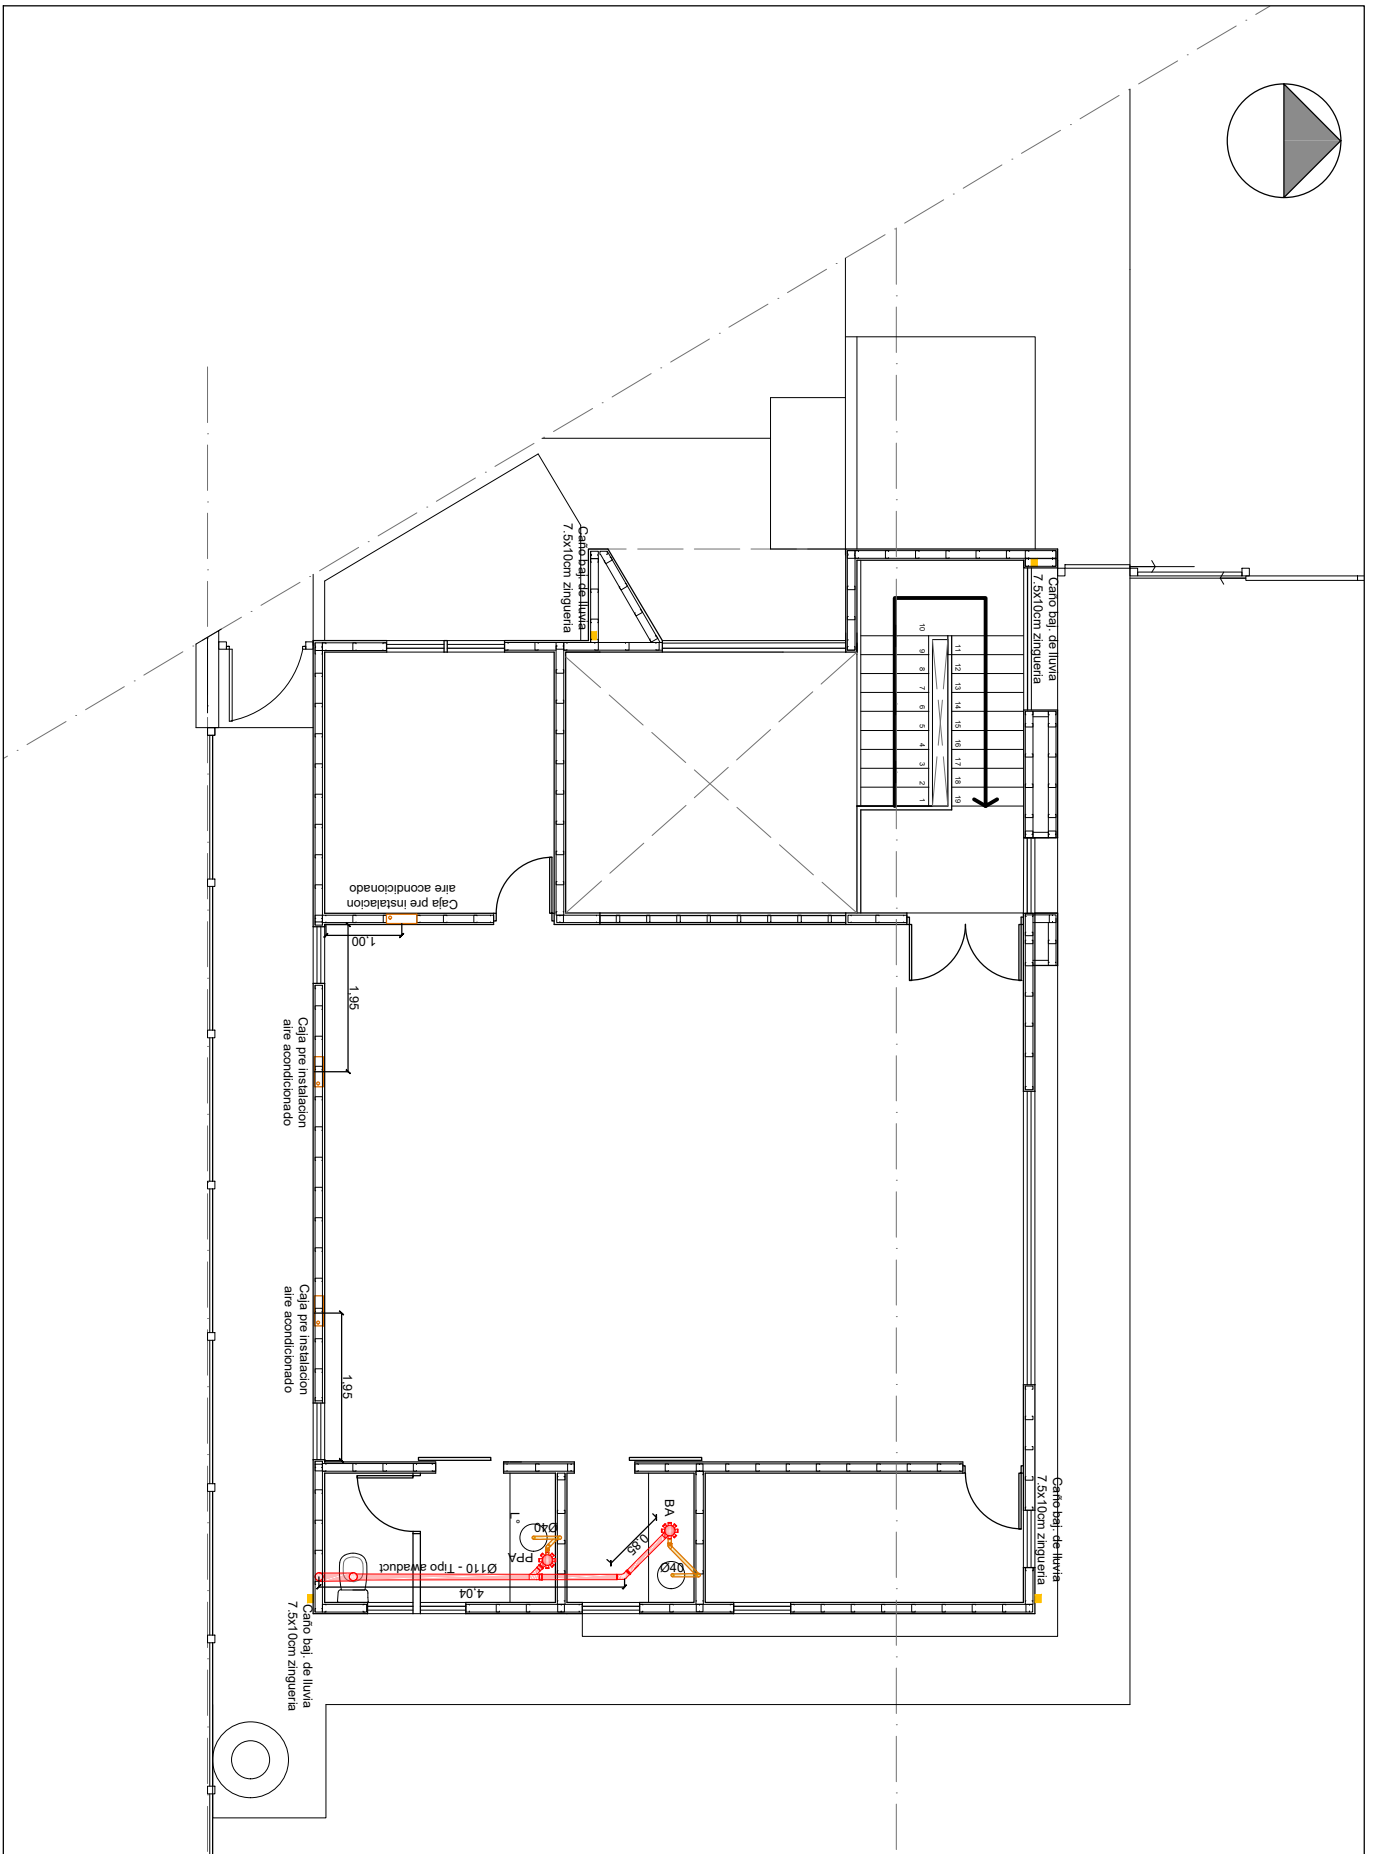 Caño baj. de lluvia
7.5x10cm zingueria
Caño baj. de lluvia
7.5x10cm zingueria
10
9
8
7
6
5
4
3
2
1
11
12
13
14
15
16
17
18
19
Caja pre instalacion
aire acondicionado
1,00
1,95
Caja pre instalacion
aire acondicionado
Caja pre instalacion
aire acondicionado
1,95
Caño baj. de lluvia
7.5x10cm zingueria
BA
L°
Ø40
PPA
0,85
Ø40
Ø110 - Tipo awaduct
4,04
Caño baj. de lluvia
7.5x10cm zingueria